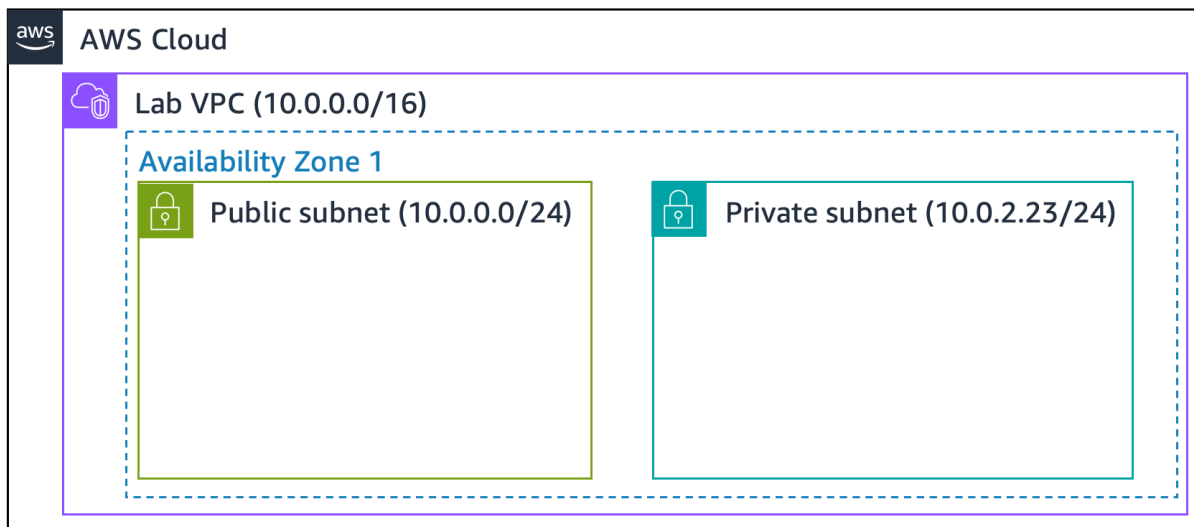 aws
AWS Cloud
Lab VPC (10.0.0.0/16)
Availability Zone 1
Public subnet (10.0.0.0/24)
Private subnet (10.0.2.23/24)